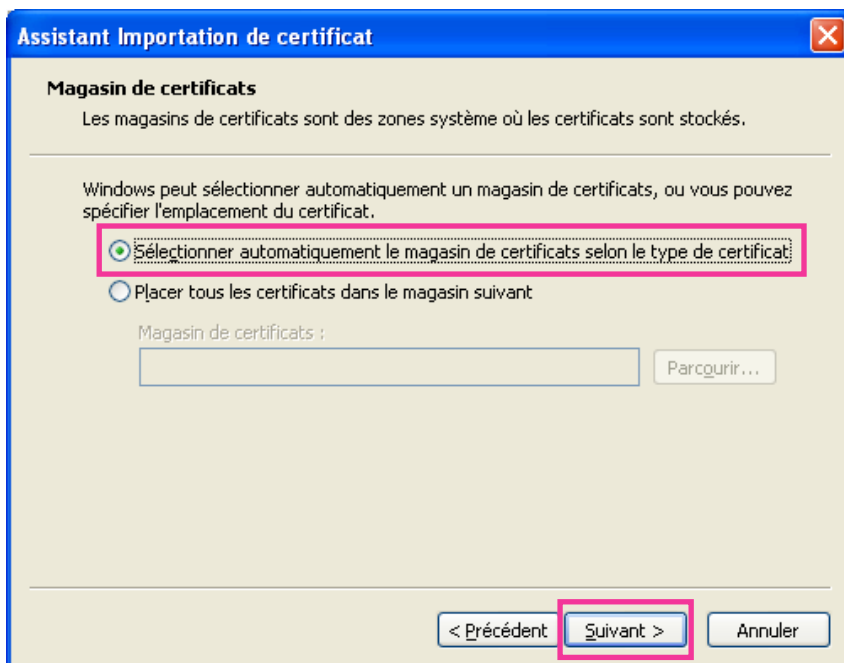 Assistant Importation de certificat
Magasin de certificats
Les magasins de certificats sont des zones système où les certificats sont stockés.
Windows peut sélectionner automatiquement un magasin de certificats, ou vous pouvez
spécifier l'emplacement du certificat.
Sélectionner automatiquement le magasin de certificats selon le type de certificat
Placer tous les certificats dans le magasin suivant
Magasin de certificats :
Parcourir...
< Précédent Suivant > Annuler